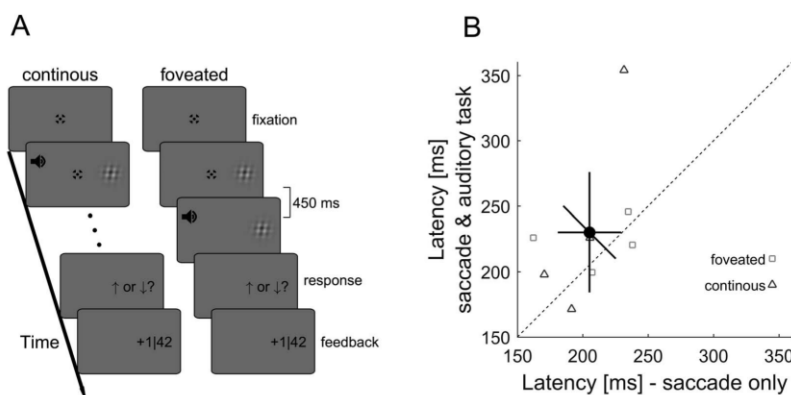 A
continous
foveated
fixation
450 ms
↑ or ↓?
↑ or ↓?
response
+1|42
+1|42
feedback
Time
B
Latency [ms]
saccade & auditory task
350
300
250
200
150
foveated
continous
150
200
250
300
350
Latency [ms] - saccade only